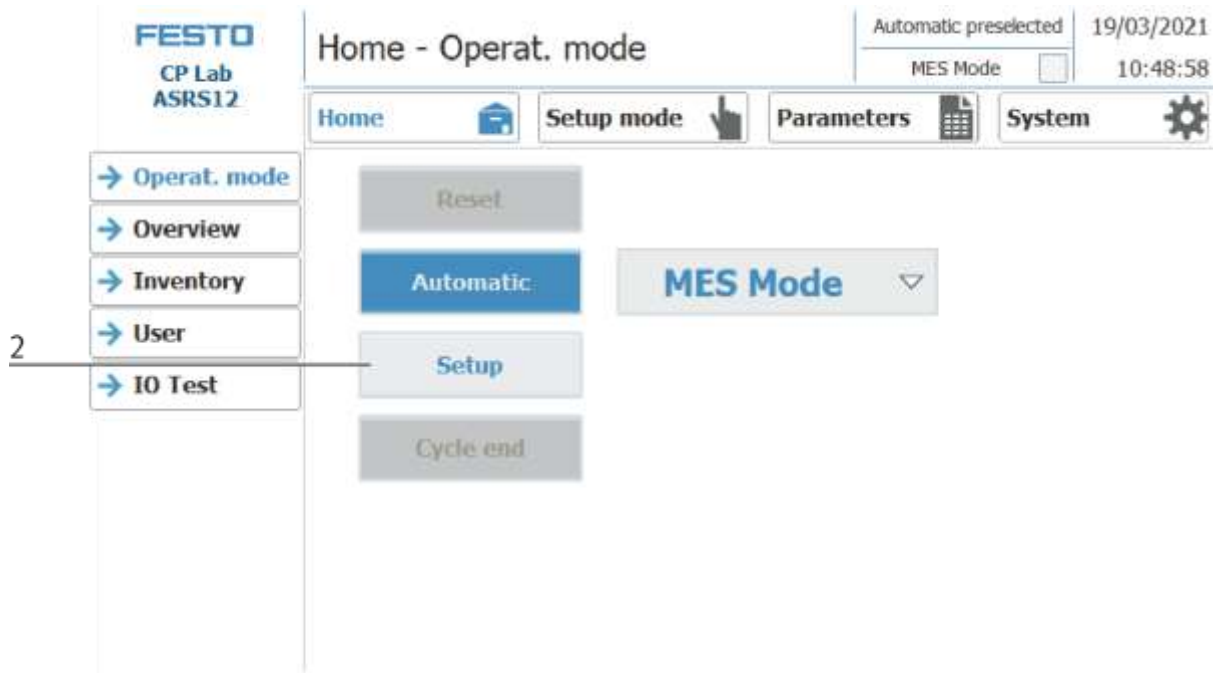 FESTO
CP Lab
ASRS12
Home - Operat. mode
Automatic preselected
MES Mode
19/03/2021
10:48:58
Home
Setup mode
Parameters
System
Operat. mode
Overview
Inventory
User
IO Test
Reset
Automatic
MES Mode
Setup
Cycle end
2